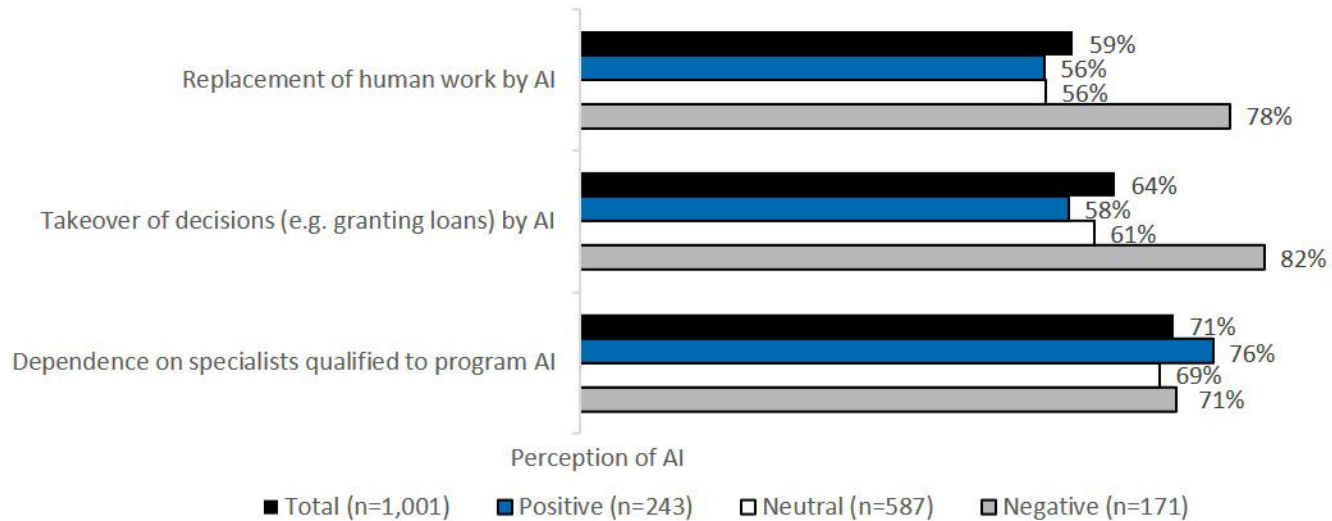 59%
Replacement of human work by AI
56%
56%
78%
64%
Takeover of decisions (e.g. granting loans) by AI
58%
61%
82%
71%
Dependence on specialists qualified to program AI
76%
69%
71%
Perception of AI
Total (n=1,001) Positive (n=243) Neutral (n=587) Negative (n=171)